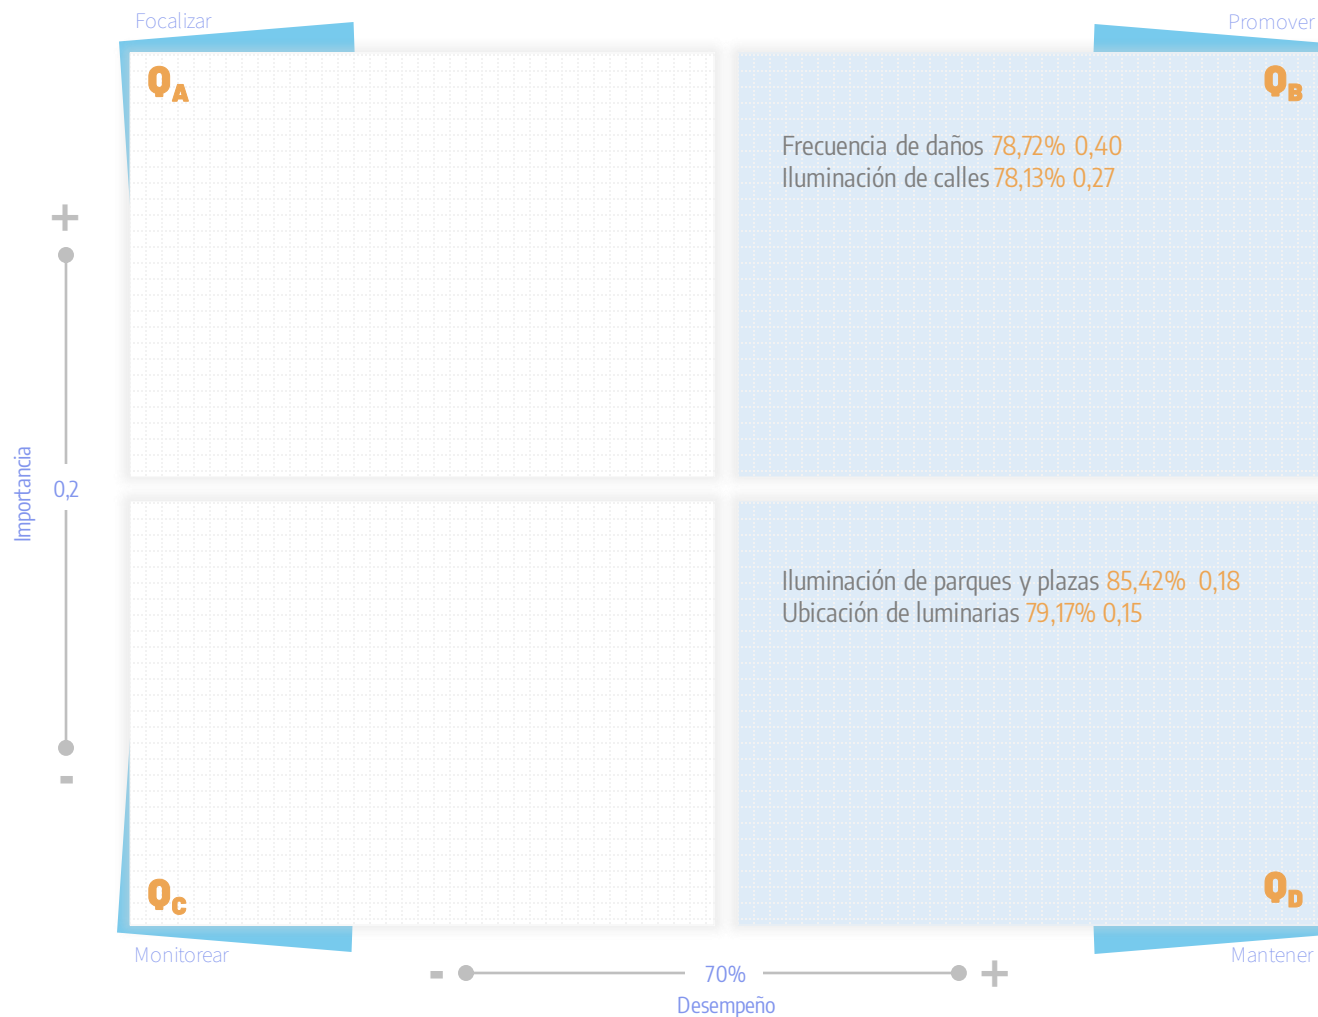 Focalizar
Promover
QA
QB
Frecuencia de daños 78,72% 0,40
Iluminación de calles 78,13% 0,27
+
Importancia
0,2
-
Iluminación de parques y plazas 85,42% 0,18
Ubicación de luminarias 79,17% 0,15
QC
QD
Monitorear
Mantener
- 70% +
Desempeño